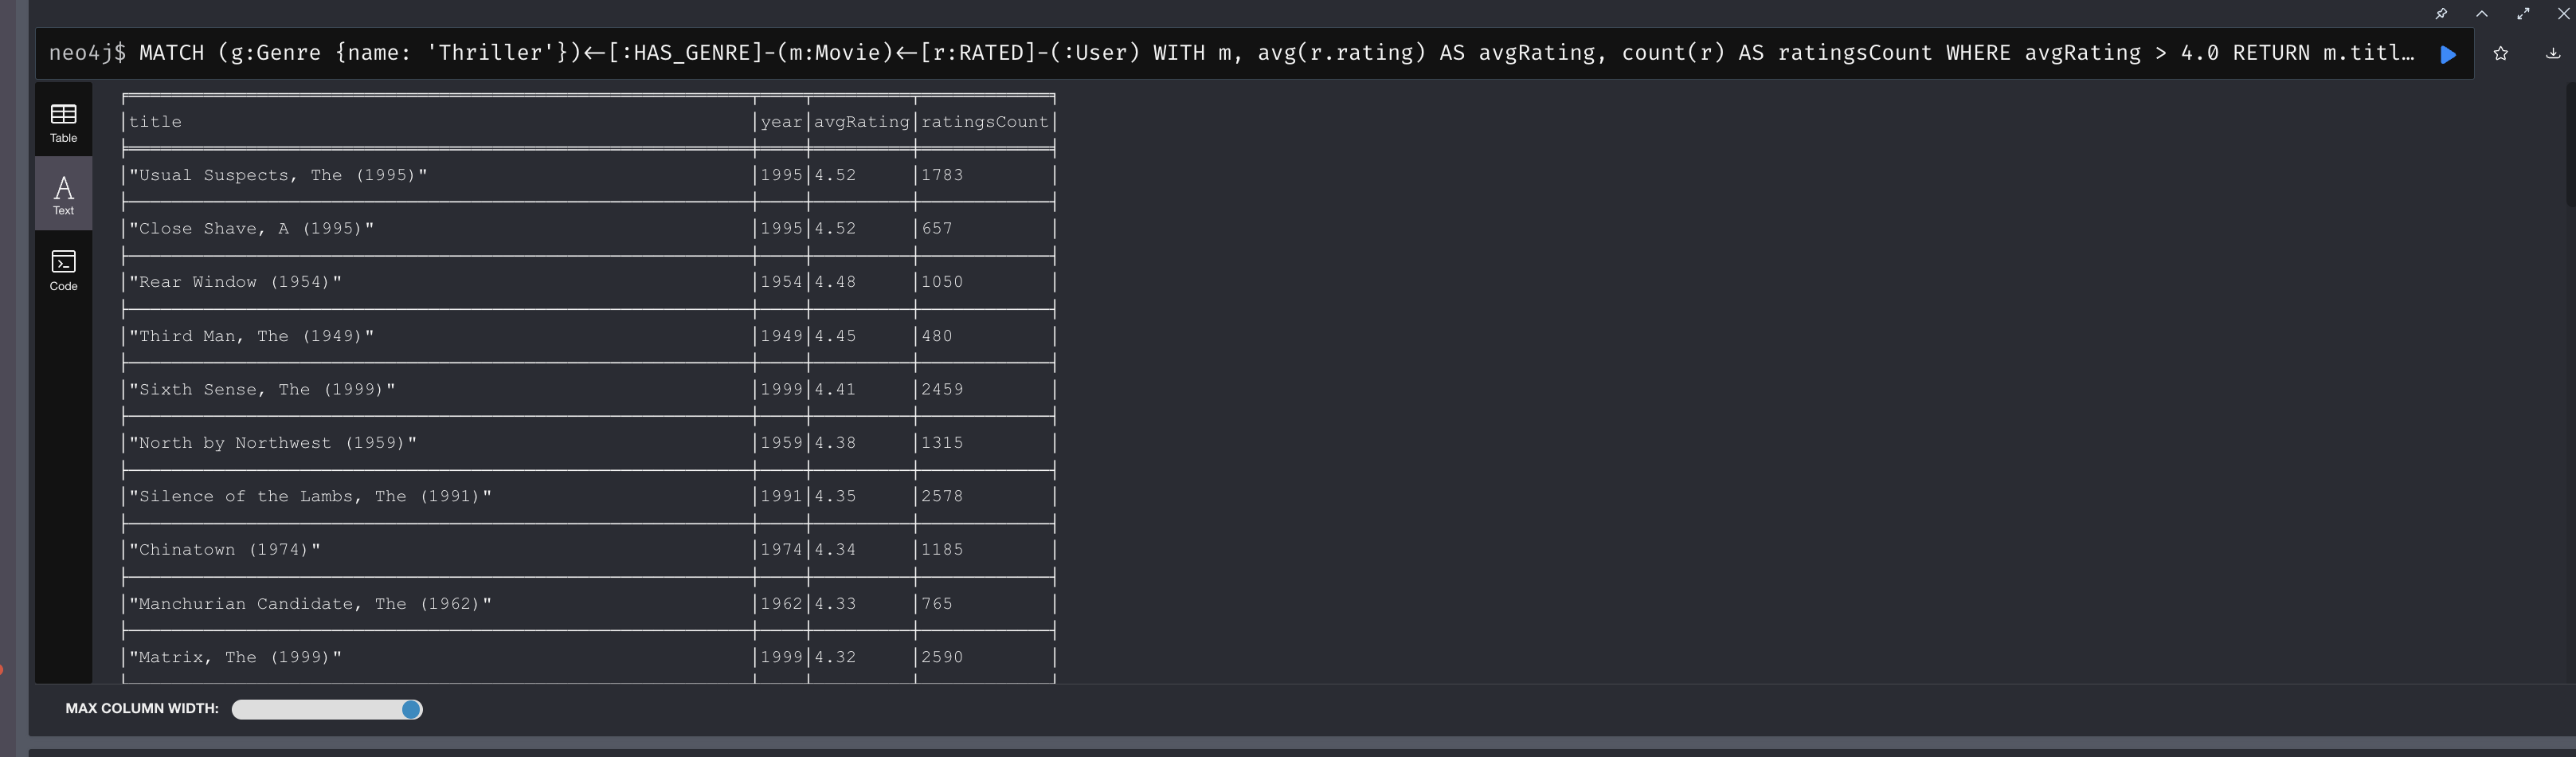 neo4j$ MATCH (g:Genre {name: 'Thriller'})<-[:HAS_GENRE]-(m:Movie)<-[r:RATED]-(:User) WITH m, avg(r.rating) AS avgRating, count(r) AS ratingsCount WHERE avgRating > 4.0 RETURN m.titl…
Table
Text
Code
title year avgRating ratingsCount
"Usual Suspects, The (1995)" 1995 4.52 1783
"Close Shave, A (1995)" 1995 4.52 657
"Rear Window (1954)" 1954 4.48 1050
"Third Man, The (1949)" 1949 4.45 480
"Sixth Sense, The (1999)" 1999 4.41 2459
"North by Northwest (1959)" 1959 4.38 1315
"Silence of the Lambs, The (1991)" 1991 4.35 2578
"Chinatown (1974)" 1974 4.34 1185
"Manchurian Candidate, The (1962)" 1962 4.33 765
"Matrix, The (1999)" 1999 4.32 2590
MAX COLUMN WIDTH: